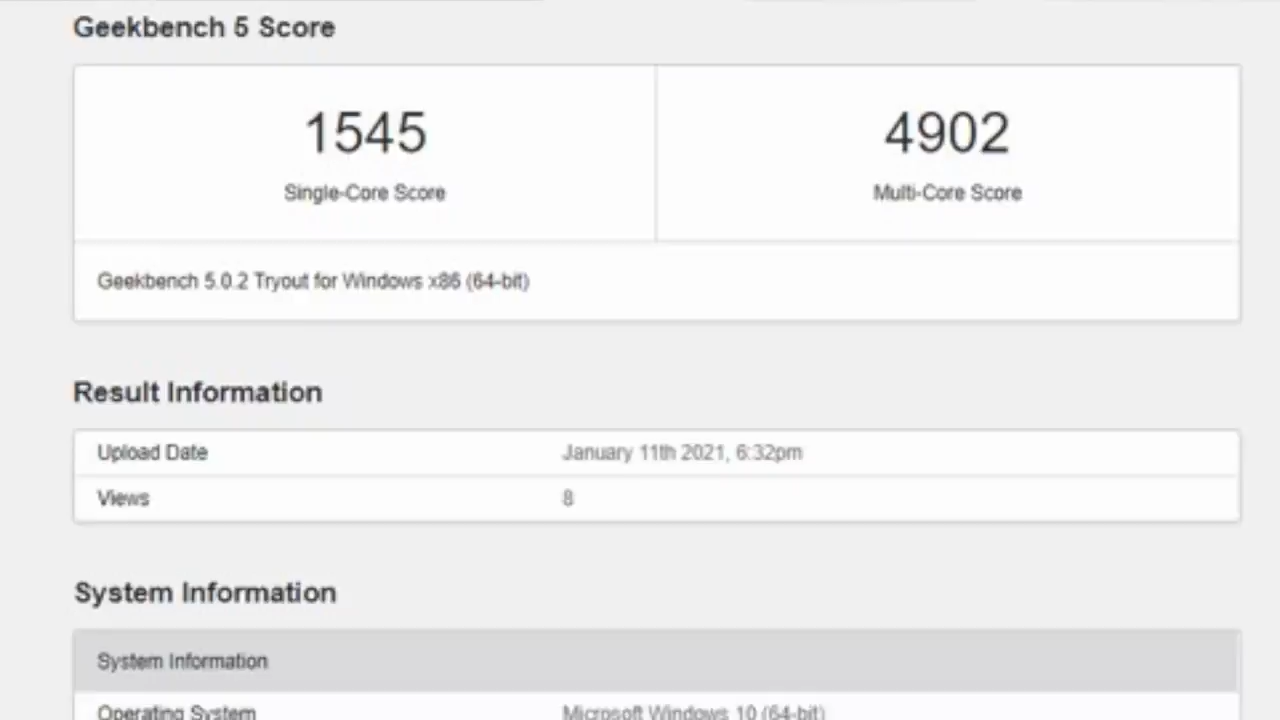 Geekbench 5 Score
1545 4902
Single-Core Score Multi-Core Score
Geekbench 5.0.2 Tryout for Windows x86 (64-bit)
Result Information
Upload Date January 11th 2021, 6:32pm
Views 8
System Information
System Information
Operating System Microsoft Windows 10 (64-bit)